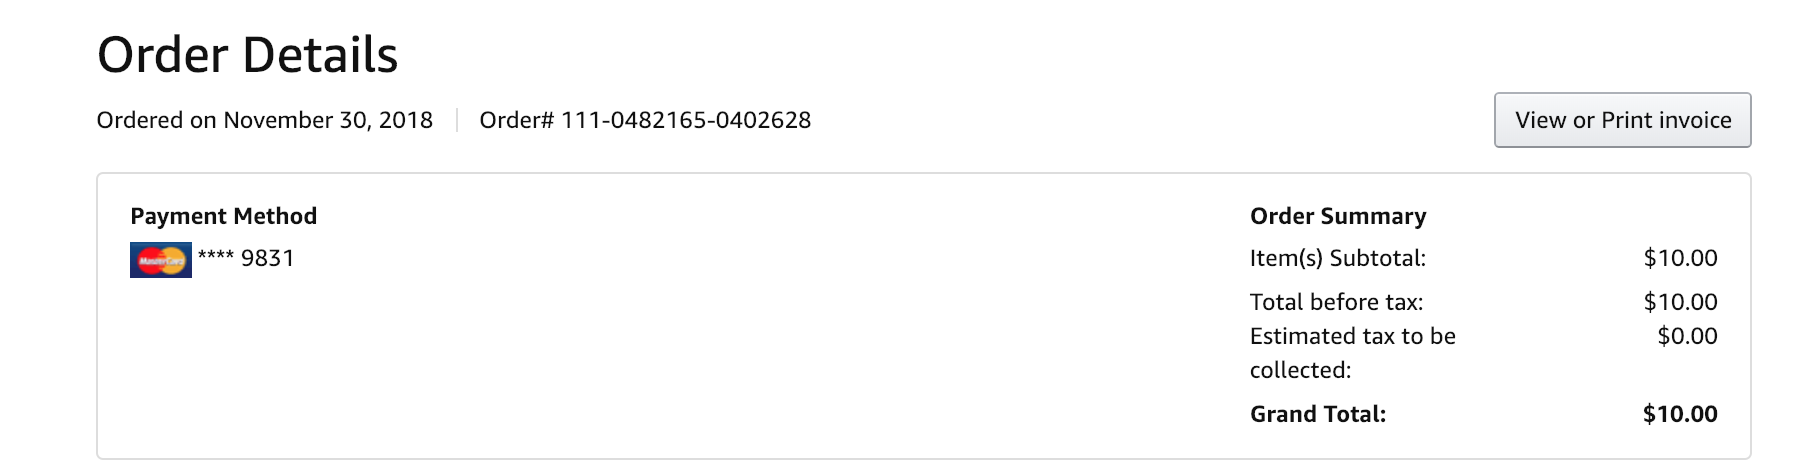 Order Details
Ordered on November 30, 2018 Order# 111-0482165-0402628
View or Print invoice
Payment Method
MasterCard **** 9831
Order Summary
Item(s) Subtotal: $10.00
Total before tax: $10.00
Estimated tax to be $0.00
collected:
Grand Total: $10.00